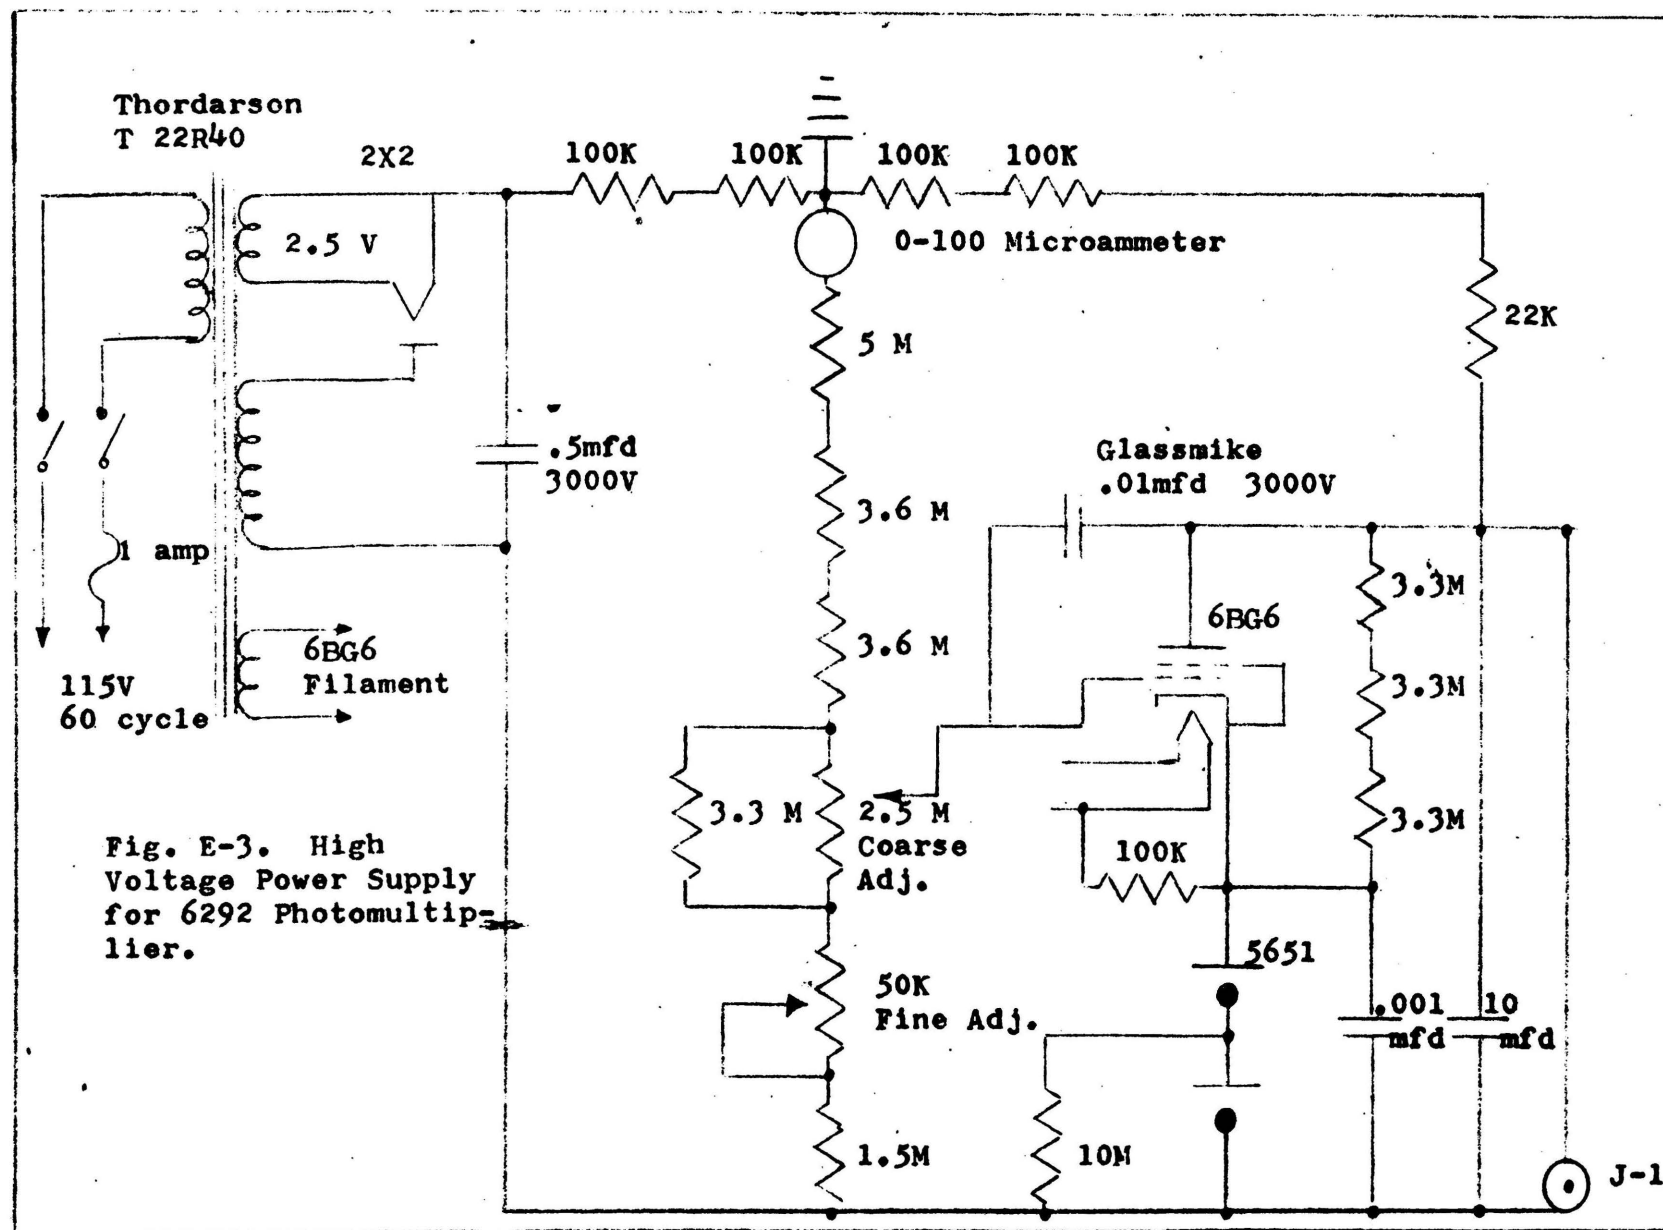 Thordarson
T 22R40
2X2
100K
100K
100K
100K
2.5 V
0-100 Microammeter
5 M
22K
.5mfd
3000V
Glassmike
.01mfd 3000V
3.6 M
1 amp
3.3M
6BG6
3.6 M
6BG6
Filament
115V
60 cycle
3.3M
3.3 M
2.5 M
Coarse
Adj.
3.3M
100K
Fig. E-3. High
Voltage Power Supply
for 6292 Photomultip-
lier.
5651
50K
Fine Adj.
.001
mfd
10
mfd
1.5M
10M
J-1